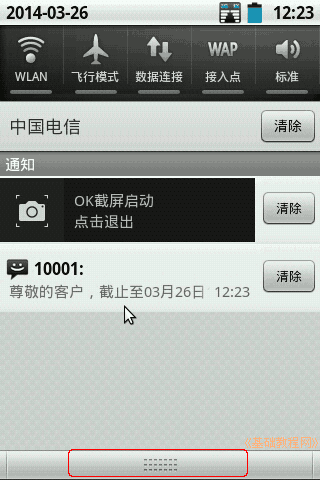 2014-03-26 12:23
WLAN 飞行模式 数据连接 WAP 接入点 标准
中国电信 清除
通知
OK截屏启动
点击退出
清除
10001:
尊敬的客户，截止至03月26日 12:23
清除